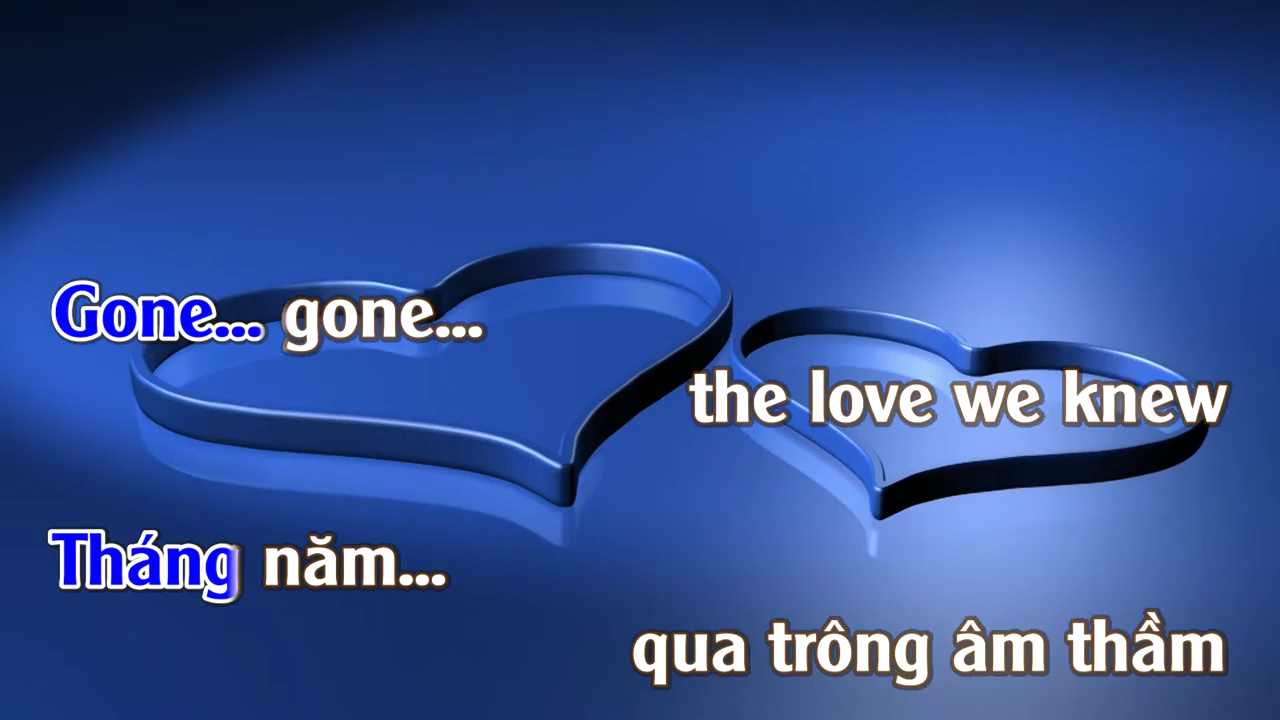 Gone... gone...
the love we knew
Tháng năm...
qua trông âm thầm